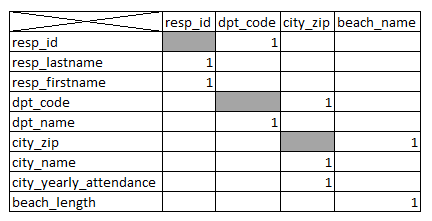 resp_id dpt_code city_zip beach_name
resp_id 1
resp_lastname 1
resp_firstname 1
dpt_code 1
dpt_name 1
city_zip 1
city_name 1
city_yearly_attendance 1
beach_length 1